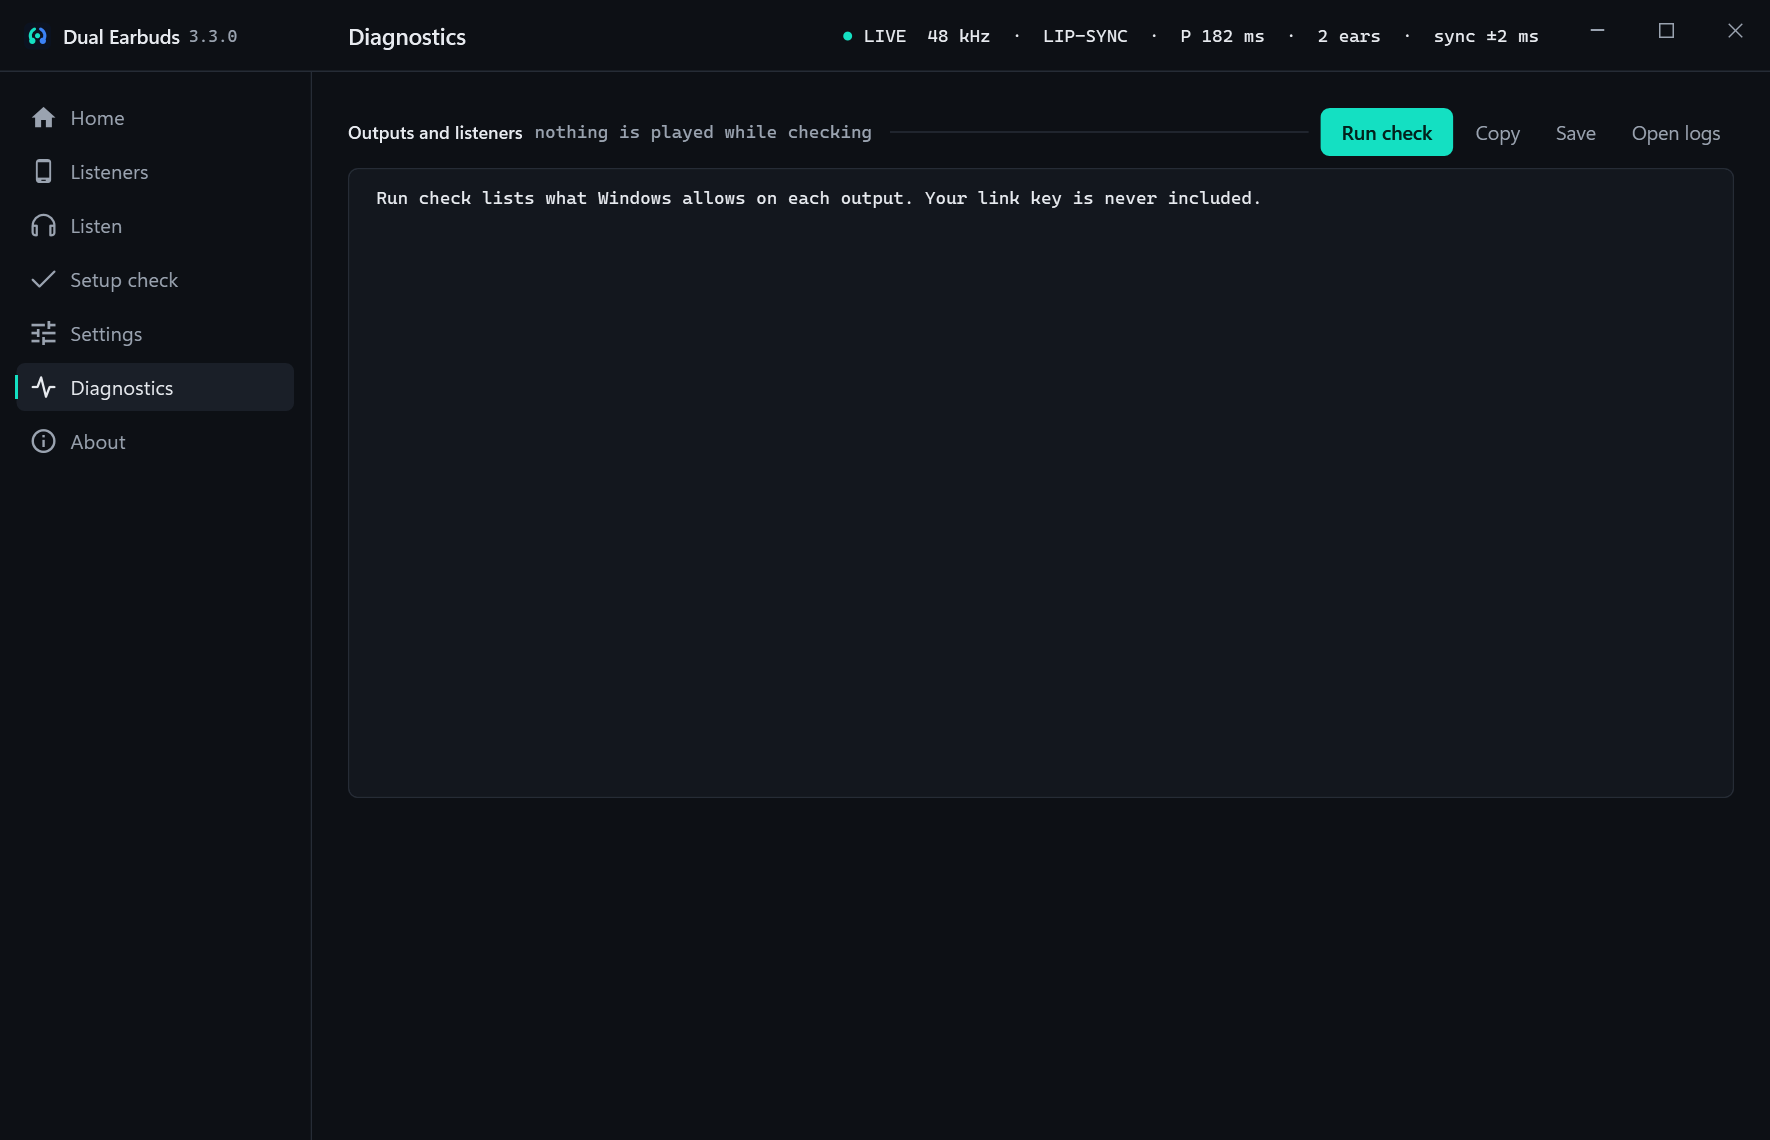 Dual Earbuds 3.3.0
Diagnostics
LIVE 48 kHz · LIP-SYNC · P 182 ms · 2 ears · sync ±2 ms
Home
Listeners
Listen
Setup check
Settings
Diagnostics
About
Outputs and listeners nothing is played while checking
Run check
Copy
Save
Open logs
Run check lists what Windows allows on each output. Your link key is never included.